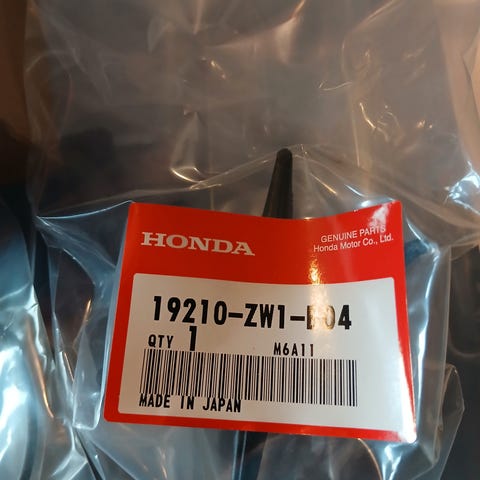 HONDA
GENUINE PARTS
Honda Motor Co., Ltd.
19210-ZW1-B04
QTY 1 M6A11
MADE IN JAPAN